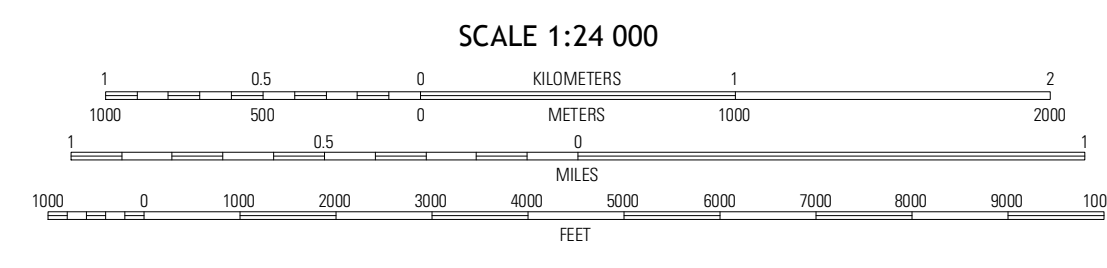 SCALE 1:24 000
1 0.5 0 KILOMETERS 1 2
1000 500 0 METERS 1000 2000
1 0.5 0 1
MILES
1000 0 1000 2000 3000 4000 5000 6000 7000 8000 9000 100
FEET